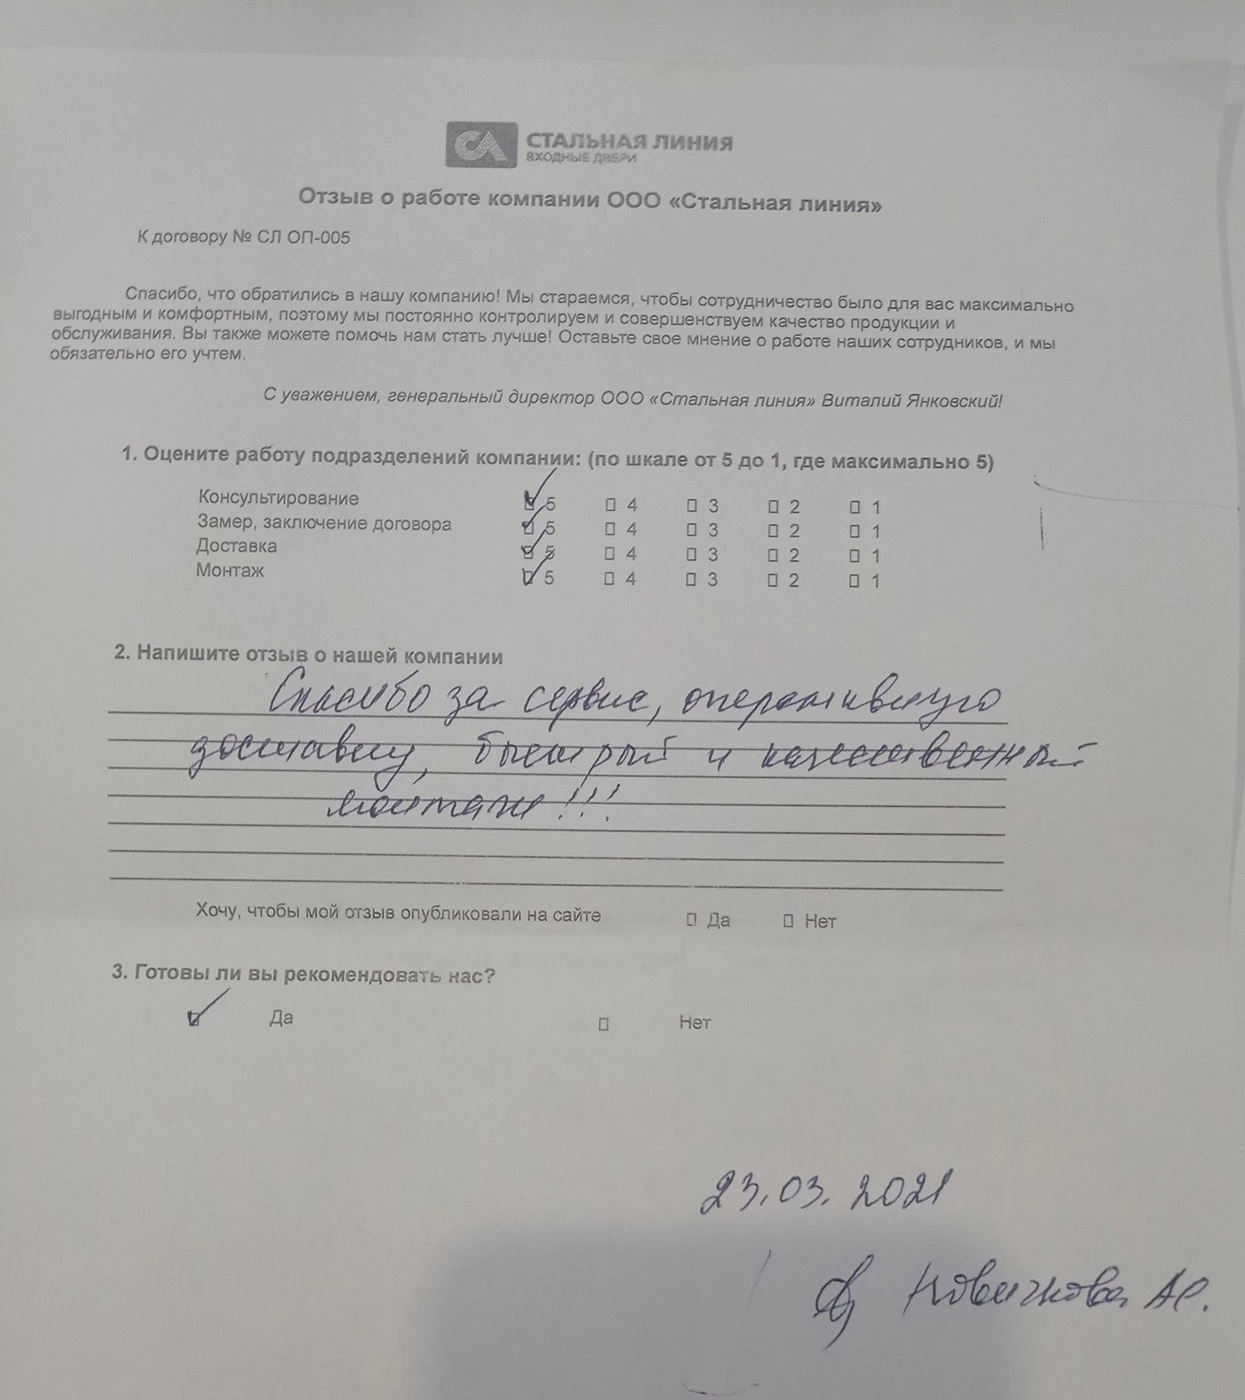 СТАЛЬНАЯ ЛИНИЯ
ВХОДНЫЕ ДВЕРИ
Отзыв о работе компании ООО «Стальная линия»
К договору № СЛ ОП-005
Спасибо, что обратились в нашу компанию! Мы стараемся, чтобы сотрудничество было для вас максимально
выгодным и комфортным, поэтому мы постоянно контролируем и совершенствуем качество продукции и
обслуживания. Вы также можете помочь нам стать лучше! Оставьте свое мнение о работе наших сотрудников, и мы
обязательно его учтем.
С уважением, генеральный директор ООО «Стальная линия» Виталий Янковский!
1. Оцените работу подразделений компании: (по шкале от 5 до 1, где максимально 5)
Консультирование 5 4 3 2 1
Замер, заключение договора 5 4 3 2 1
Доставка 5 4 3 2 1
Монтаж 5 4 3 2 1
2. Напишите отзыв о нашей компании
Спасибо за сервис, оперативную
доставку, быстрый и качественный
монтаж!!!
Хочу, чтобы мой отзыв опубликовали на сайте Да Нет
3. Готовы ли вы рекомендовать нас?
Да Нет
23.03.2021
Новичкова АС.